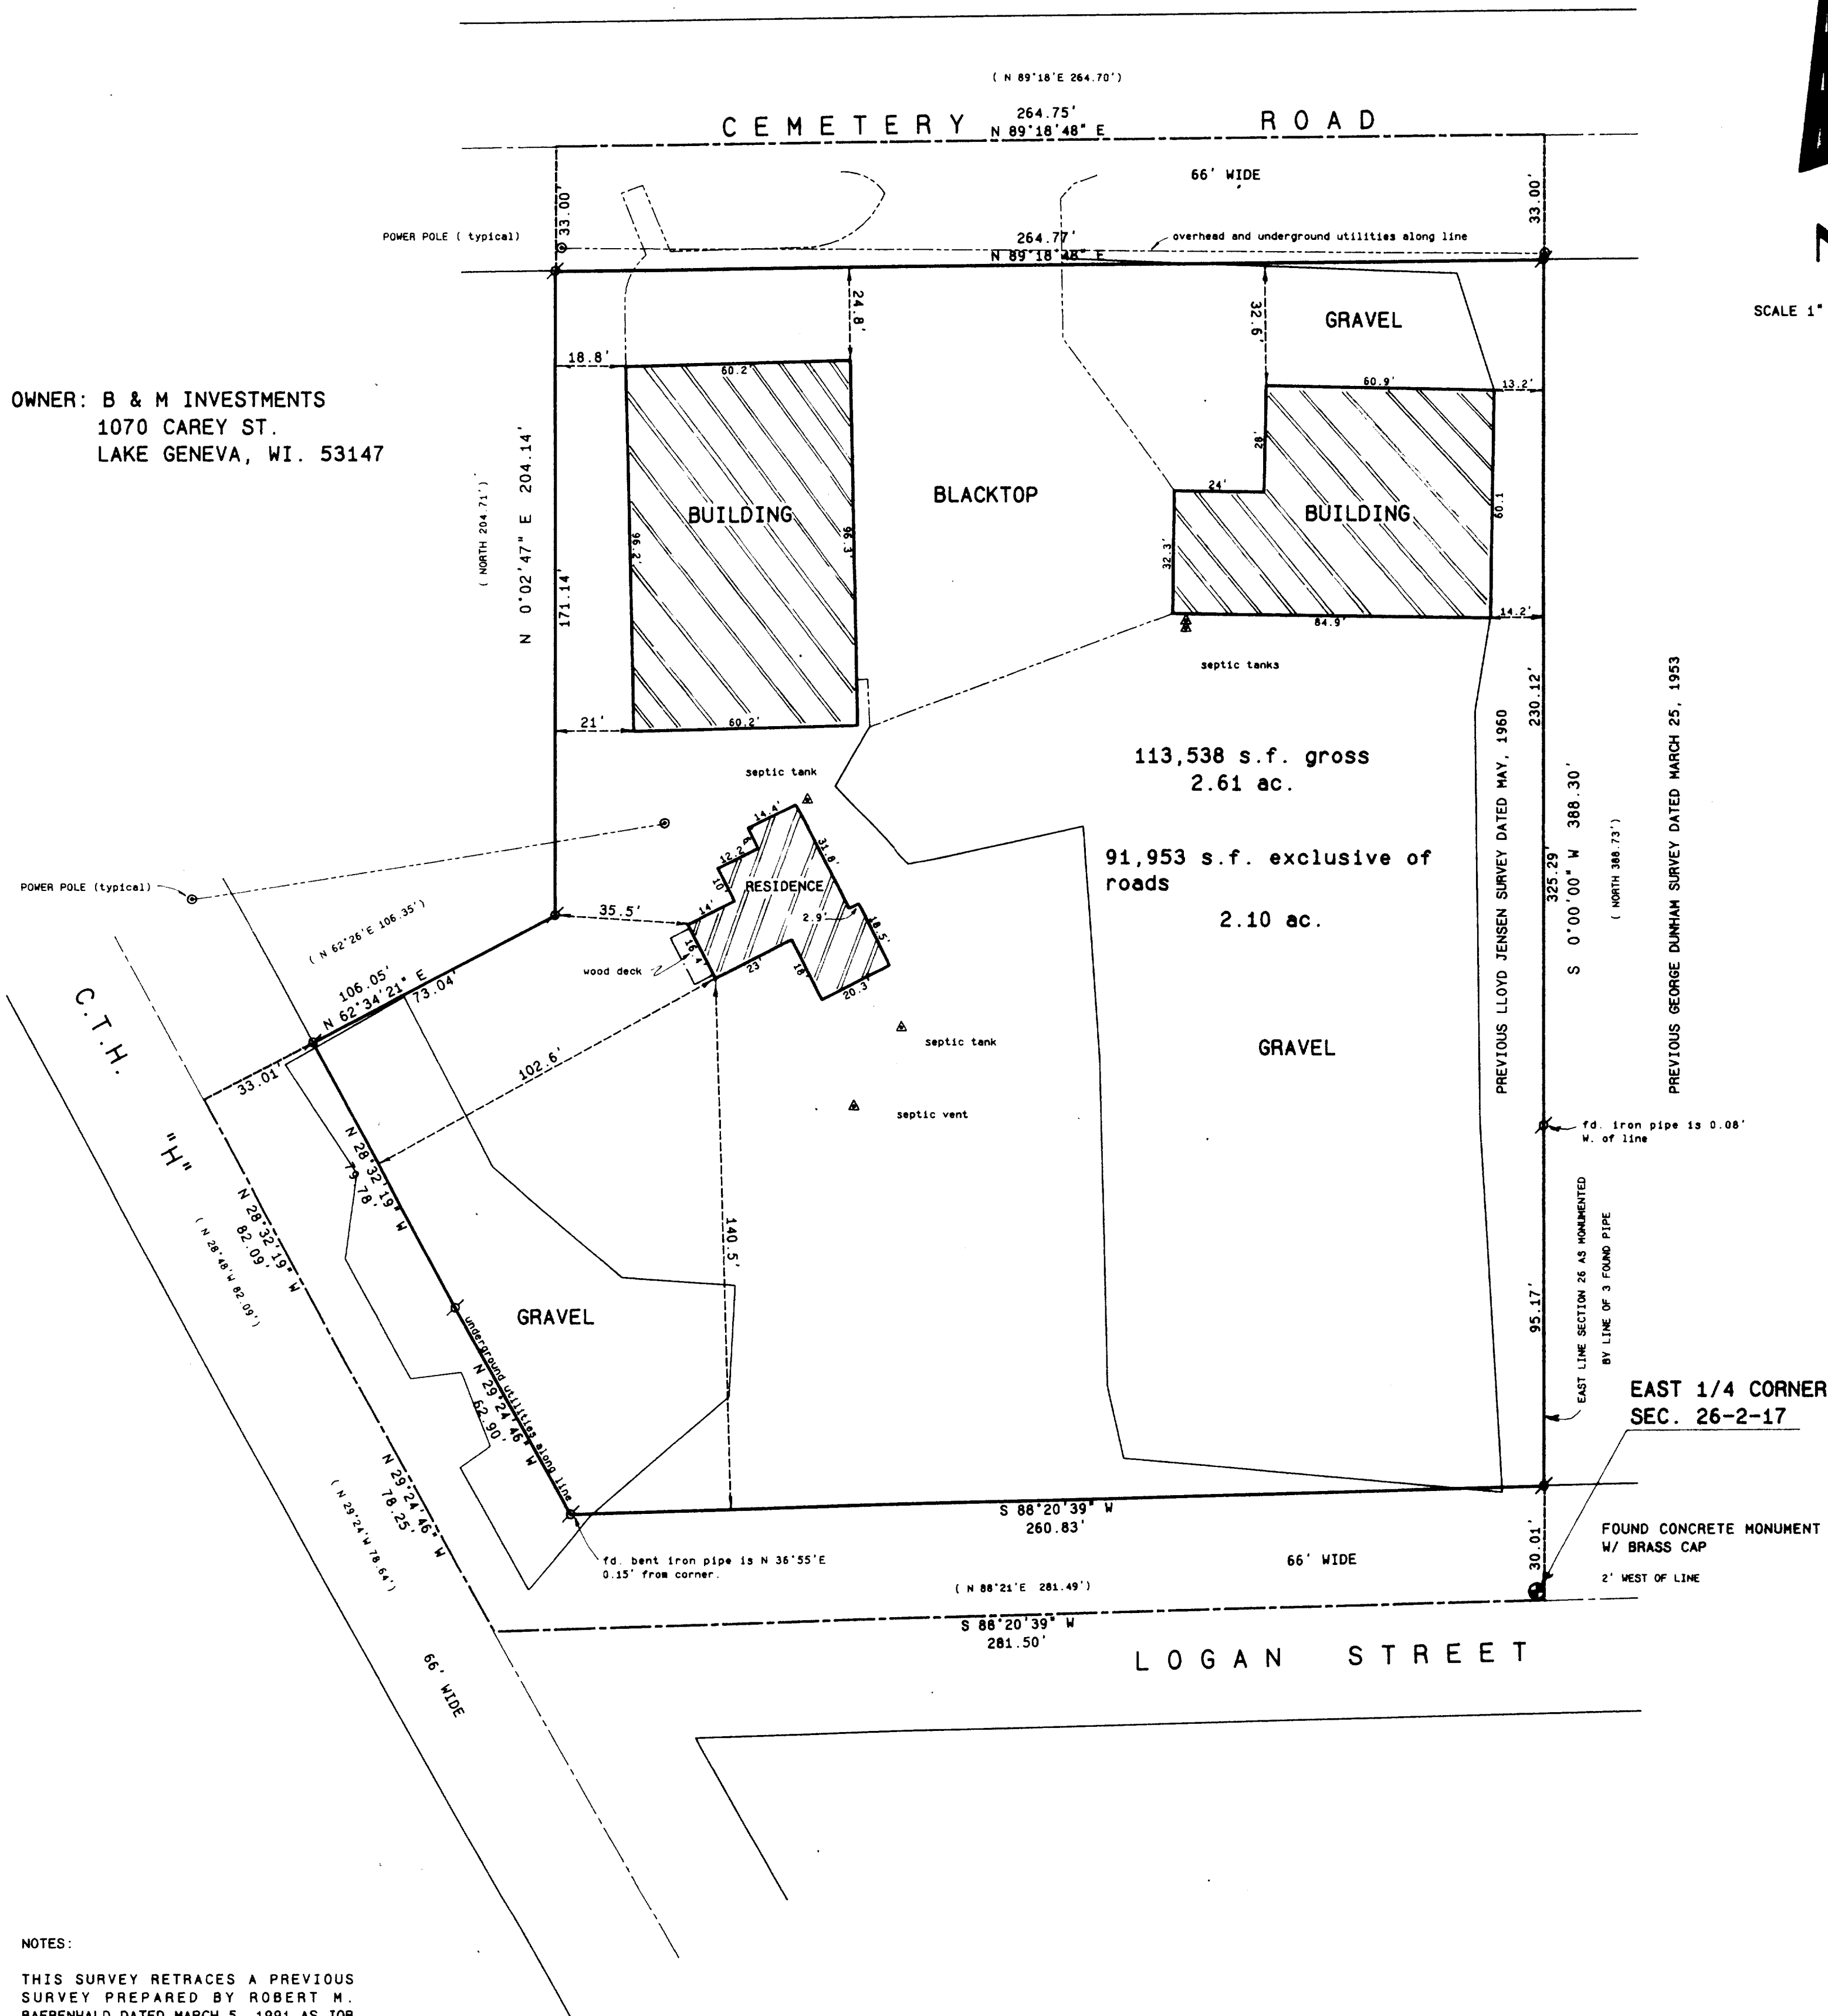 ( N 89°18'E 264.70')
264.75'
CEMETERY ROAD
N 89°18'48" E
66' WIDE
33.00'
33.00'
POWER POLE ( typical)
264.77'
overhead and underground utilities along line
N 89°18'48" E
SCALE 1"
24.8'
32.6'
GRAVEL
18.8'
60.2'
60.9'
13.2'
OWNER: B & M INVESTMENTS
1070 CAREY ST.
LAKE GENEVA, WI. 53147
( NORTH 204.71')
N 0°02'47" E 204.14'
171.14'
28'
24'
BLACKTOP
BUILDING
BUILDING
60.1
96.2'
96.3'
32.3'
84.9'
14.2'
septic tanks
21'
60.2'
230.12'
PREVIOUS LLOYD JENSEN SURVEY DATED MAY, 1960
PREVIOUS GEORGE DUNHAM SURVEY DATED MARCH 25, 1953
S 0°00'00" W 388.30'
( NORTH 388.73')
325.29'
113,538 s.f. gross
2.61 ac.
septic tank
14.4'
12.2'
31.8'
10'
91,953 s.f. exclusive of
roads
2.10 ac.
RESIDENCE
POWER POLE (typical)
35.5'
14'
2.9'
18.5'
16.4'
wood deck
23'
18'
20.3'
( N 62°26'E 106.35')
106.05'
N 62°34'21" E
73.04'
33.01'
C.T.H. "H"
102.6'
septic tank
septic vent
GRAVEL
fd. iron pipe is 0.08'
W. of line
N 28°32'19" W
79.78'
N 28°32'19" W
82.09'
( N 28°48'W 82.09')
140.5'
EAST LINE SECTION 26 AS MONUMENTED
BY LINE OF 3 FOUND PIPE
95.17'
GRAVEL
underground utilities along line
N 29°24'46" W
62.90'
EAST 1/4 CORNER
SEC. 26-2-17
N 29°24'46" W
78.25'
( N 29°24'W 78.64')
S 88°20'39" W
260.83'
fd. bent iron pipe is N 36°55'E
0.15' from corner.
66' WIDE
30.01'
FOUND CONCRETE MONUMENT
W/ BRASS CAP
2' WEST OF LINE
( N 88°21'E 281.49')
S 88°20'39" W
281.50'
LOGAN STREET
66' WIDE
NOTES:
THIS SURVEY RETRACES A PREVIOUS
SURVEY PREPARED BY ROBERT M.
DATED MARCH 5, 1991 AS JOB